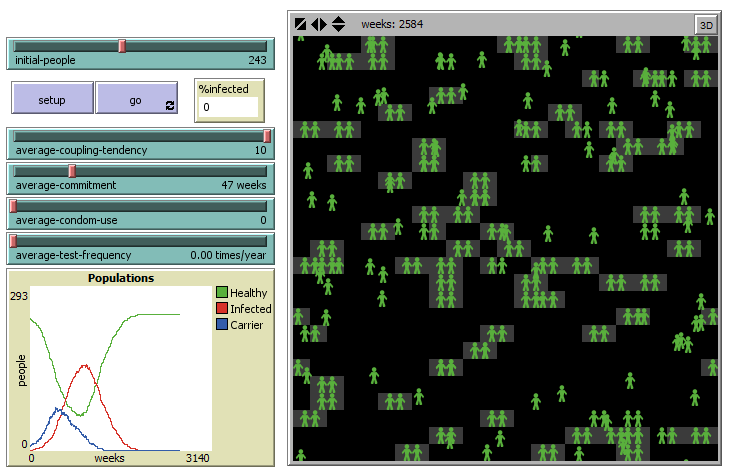 weeks: 2584
3D
initial-people 243
setup
go
%infected
0
average-coupling-tendency 10
average-commitment 47 weeks
average-condom-use 0
average-test-frequency 0.00 times/year
Populations
293
people
0
0
weeks
3140
Healthy
Infected
Carrier